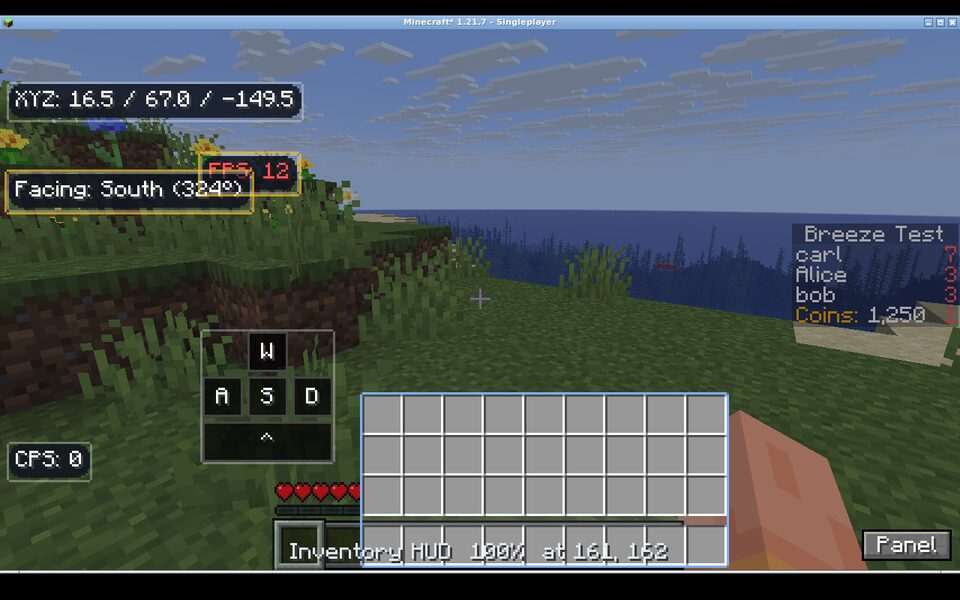 Minecraft* 1.21.7 - Singleplayer
XYZ: 16.5 / 67.0 / -149.5
FPS: 12
Facing: South (324°)
Breeze Test
carl 7
Alice 3
bob 3
Coins: 1,250 1
W
A S D
^
CPS: 0
Inventory HUD 100% at 161, 162
Panel